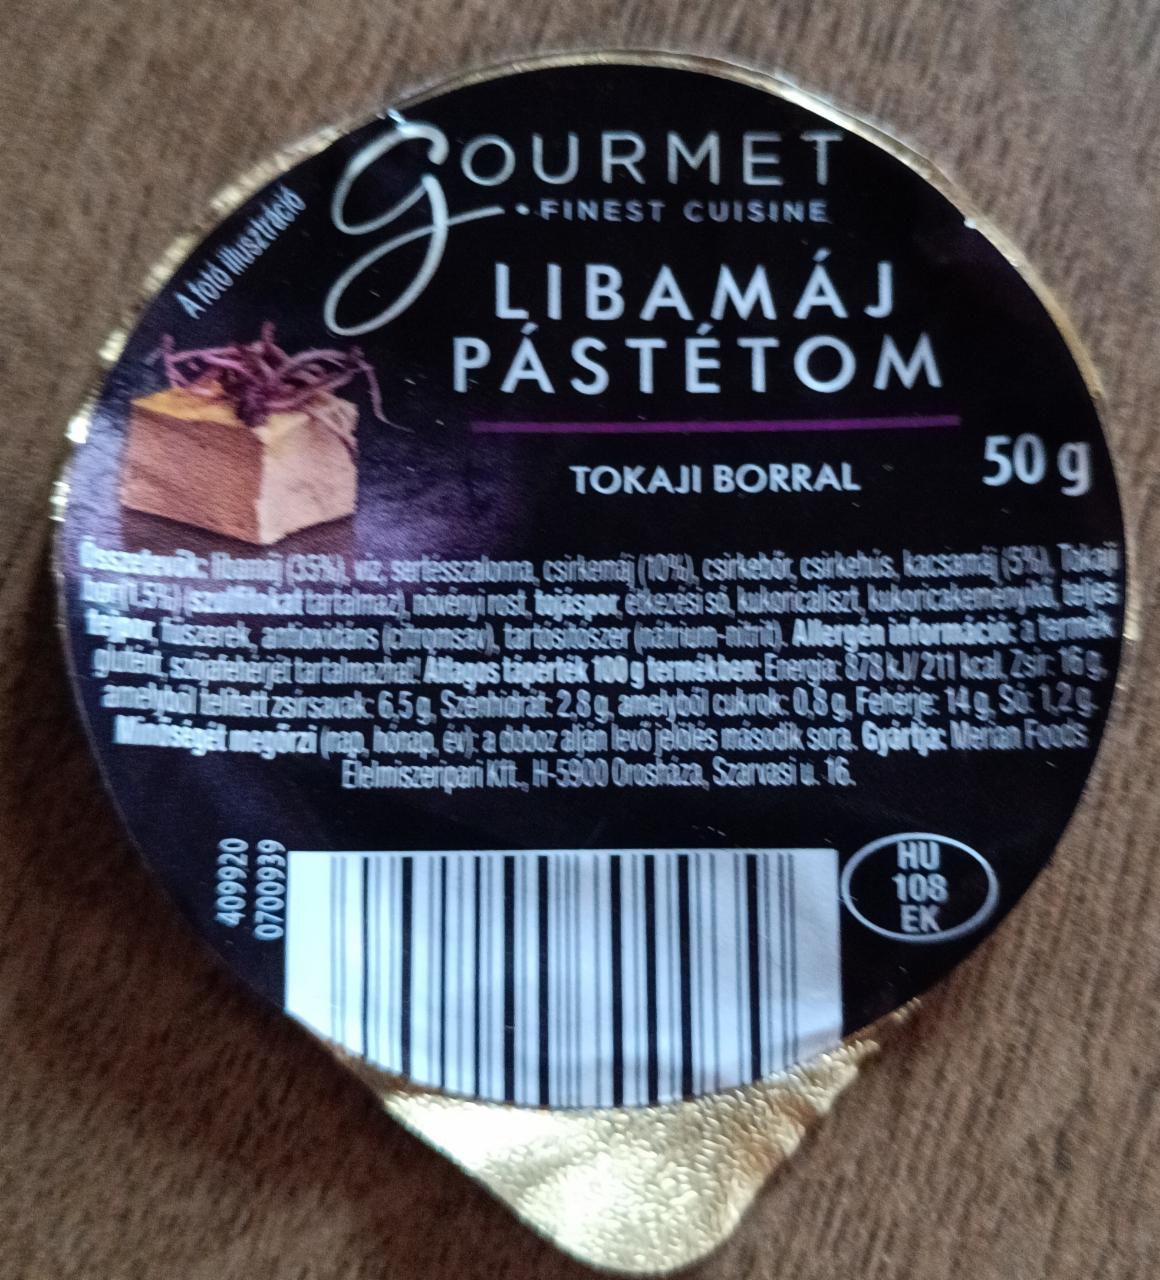 GOURMET
FINEST CUISINE
A fotó illusztráció
LIBAMÁJ
PÁSTÉTOM
TOKAJI BORRAL
50 g
Összetevők: libamáj (35%), víz, sertésszalonna, csirkemáj (10%), csirkebőr, csirkehús, kacsamáj (5%), Tokaji
bor (1,5%) (szulfitokat tartalmaz), növényi rost, tojáspor, étkezési só, kukoricaliszt, kukoricakeményítő, teljes
tejpor, fűszerek, antioxidáns (citromsav), tartósítószer (nátrium-nitrit). Allergén információ: a termék
glutént, szójafehérjét tartalmazhat! Átlagos tápérték 100 g termékben: Energia: 878 kJ/ 211 kcal, Zsír: 16 g,
amelyből telített zsírsavak: 6,5 g, Szénhidrát: 2,8 g, amelyből cukrok: 0,8 g, Fehérje: 14 g, Só: 1,2 g.
Minőségét megőrzi (nap, hónap, év): a doboz alján levő jelölés második sora. Gyártja: Merian Foods
Élelmiszeripari Kft., H-5900 Orosháza, Szarvasi u. 16.
409920
0700939
HU
108
EK